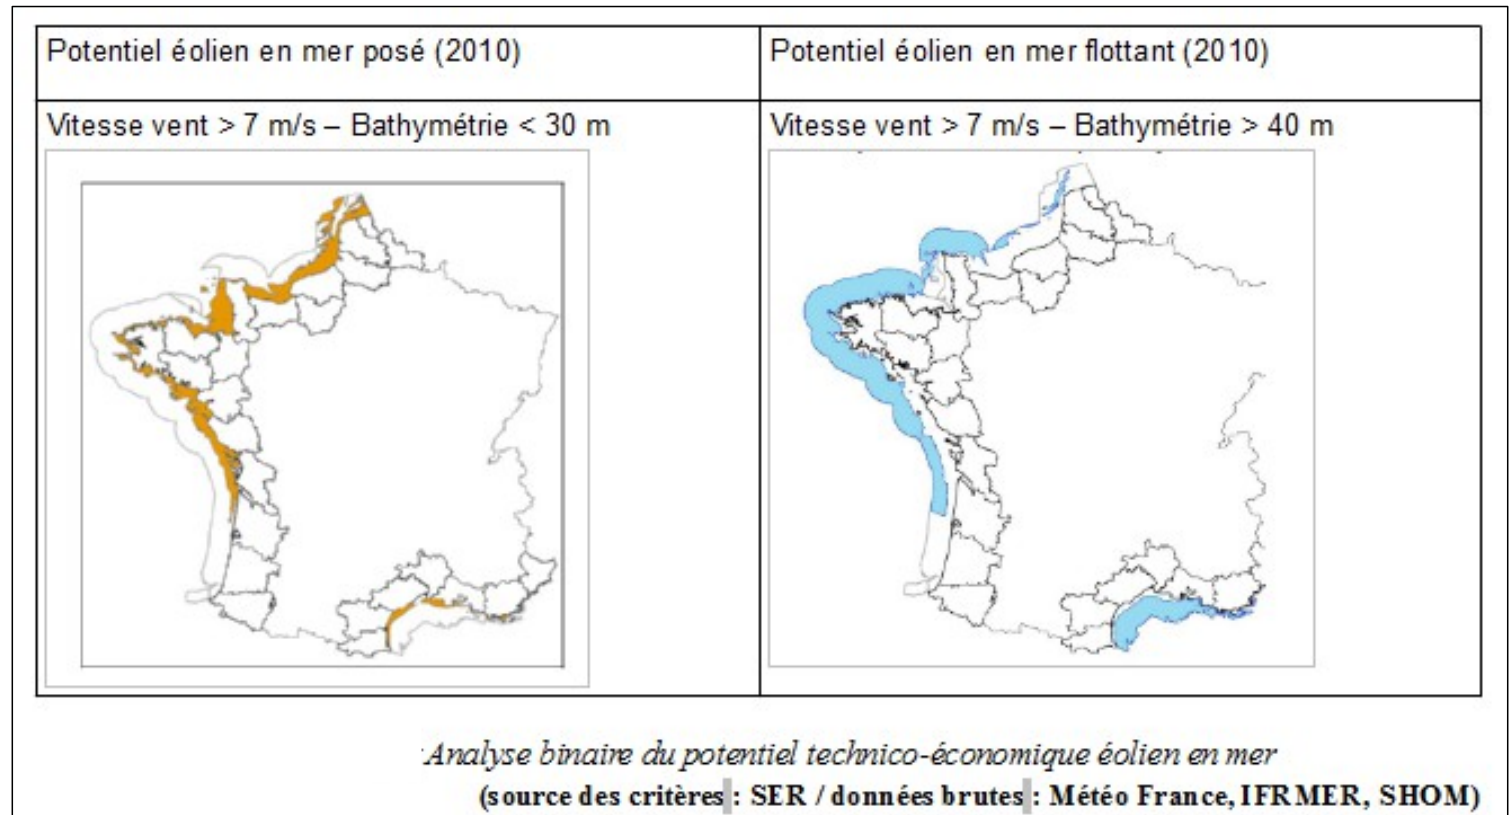 Potentiel éolien en mer posé (2010)
Potentiel éolien en mer flottant (2010)
Vitesse vent > 7 m/s – Bathymétrie < 30 m
Vitesse vent > 7 m/s – Bathymétrie > 40 m
Analyse binaire du potentiel technico-économique éolien en mer
(source des critères : SER / données brutes : Météo France, IFRMER, SHOM)